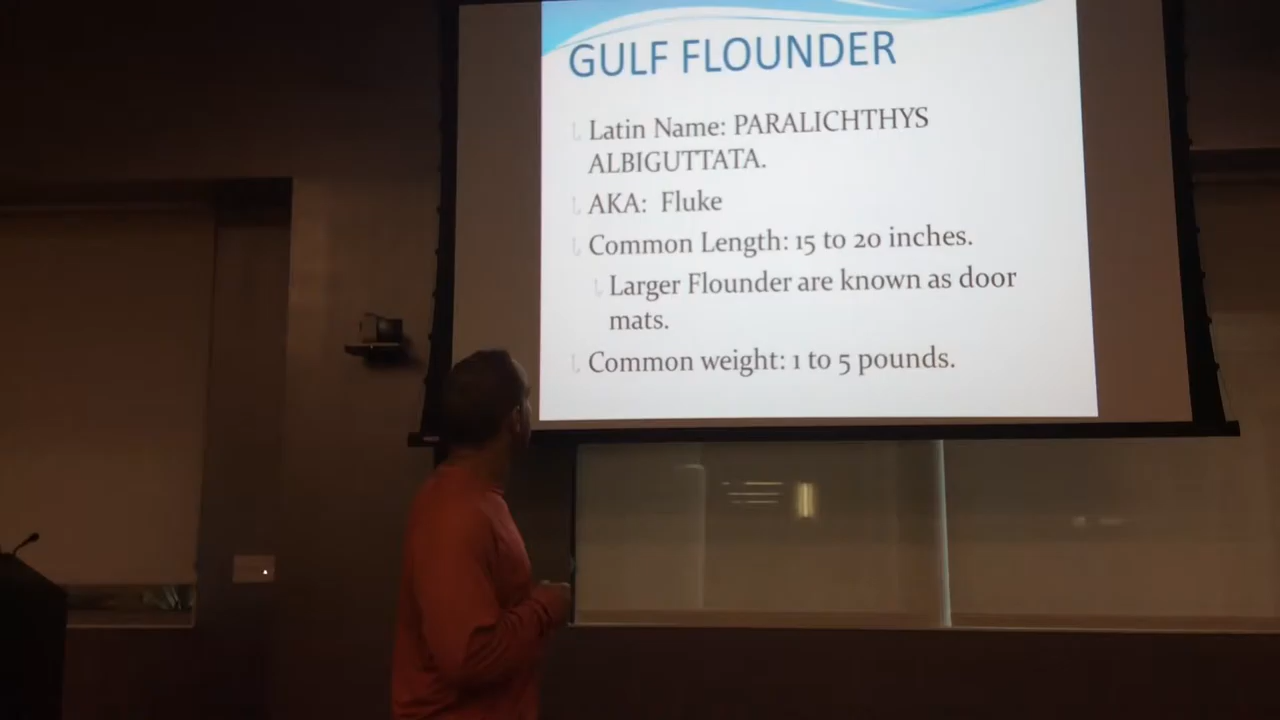 GULF FLOUNDER
Latin Name: PARALICHTHYS
ALBIGUTTATA.
AKA: Fluke
Common Length: 15 to 20 inches.
Larger Flounder are known as door
mats.
Common weight: 1 to 5 pounds.